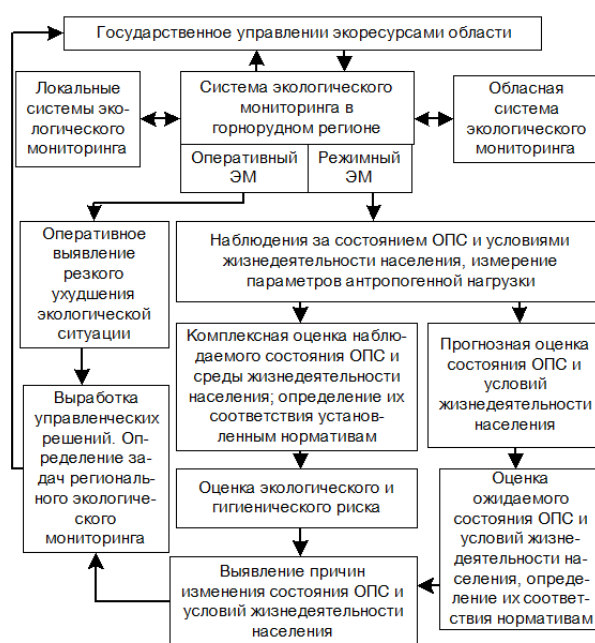 Государственное управлении экоресурсами области
Локальные
системы эко-
логического
мониторинга
Система экологического
мониторинга в
горнорудном регионе
Обласная
система
экологического
мониторинга
Оперативный
ЭМ
Режимный
ЭМ
Оперативное
выявление
резкого
ухудшения
экологической
ситуации
Наблюдения за состоянием ОПС и условиями
жизнедеятельности населения, измерение
параметров антропогенной нагрузки
Комплексная оценка наблю-
даемого состояния ОПС и
среды жизнедеятельности
населения; определение их
соответствия установ-
ленным нормативам
Прогнозная оценка
состояния ОПС и
условий
жизнедеятельности
населения
Выработка
управленческих
решений. Опре-
деление за-
дач регионально-
го экологичес-
кого
мониторинга
Оценка экологического и
гигиенического риска
Оценка
ожидаемого
состояния ОПС и
условий жизне-
деятельности на-
селения, опреде-
ление их соответ-
ствия нормативам
Выявление причин
изменения состояния ОПС и
условий жизнедеятельности
населения